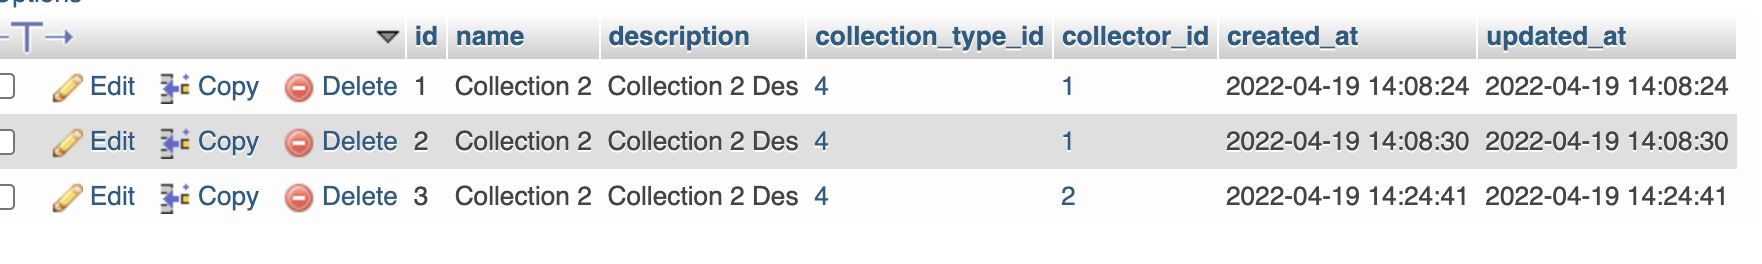 Options
id name description collection_type_id collector_id created_at updated_at
Edit Copy Delete 1 Collection 2 Collection 2 Des 4 1 2022-04-19 14:08:24 2022-04-19 14:08:24
Edit Copy Delete 2 Collection 2 Collection 2 Des 4 1 2022-04-19 14:08:30 2022-04-19 14:08:30
Edit Copy Delete 3 Collection 2 Collection 2 Des 4 2 2022-04-19 14:24:41 2022-04-19 14:24:41